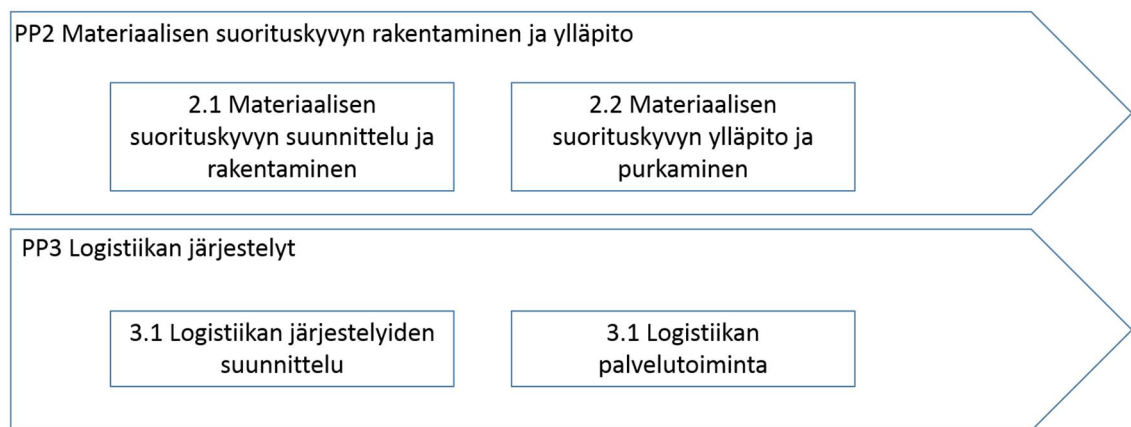 PP2 Materiaalisen suorituskyvyn rakentaminen ja ylläpito
2.1 Materiaalisen
suorituskyvyn suunnittelu ja
rakentaminen
2.2 Materiaalisen
suorituskyvyn ylläpito ja
purkaminen
PP3 Logistiikan järjestelyt
3.1 Logistiikan järjestelyiden
suunnittelu
3.1 Logistiikan
palvelutoiminta